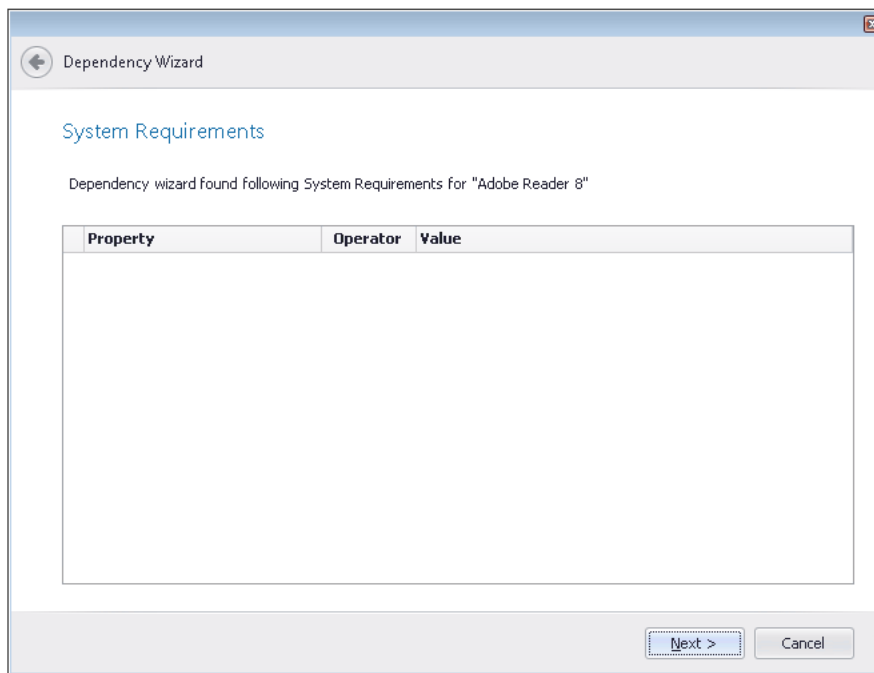 Dependency Wizard
System Requirements
Dependency wizard found following System Requirements for "Adobe Reader 8"
Property Operator Value
Next > Cancel